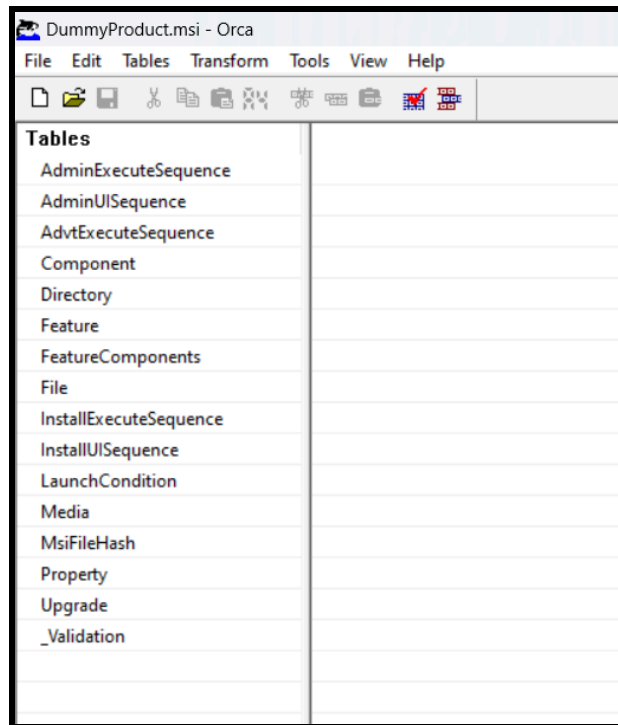 DummyProduct.msi - Orca
File Edit Tables Transform Tools View Help
Tables
AdminExecuteSequence
AdminUISequence
AdvtExecuteSequence
Component
Directory
Feature
FeatureComponents
File
InstallExecuteSequence
InstallUISequence
LaunchCondition
Media
MsiFileHash
Property
Upgrade
_Validation